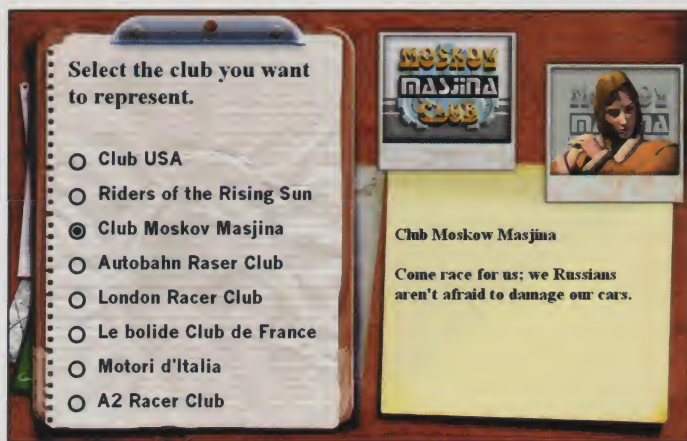 Select the club you want
to represent.
Club USA
Riders of the Rising Sun
Club Moskov Masjina
Autobahn Raser Club
London Racer Club
Le bolide Club de France
Motori d'Italia
A2 Racer Club
MOSKOV
MASJINA
CLUB
MOSKOV
MASJINA
Club Moskow Masjina
Come race for us; we Russians
aren't afraid to damage our cars.